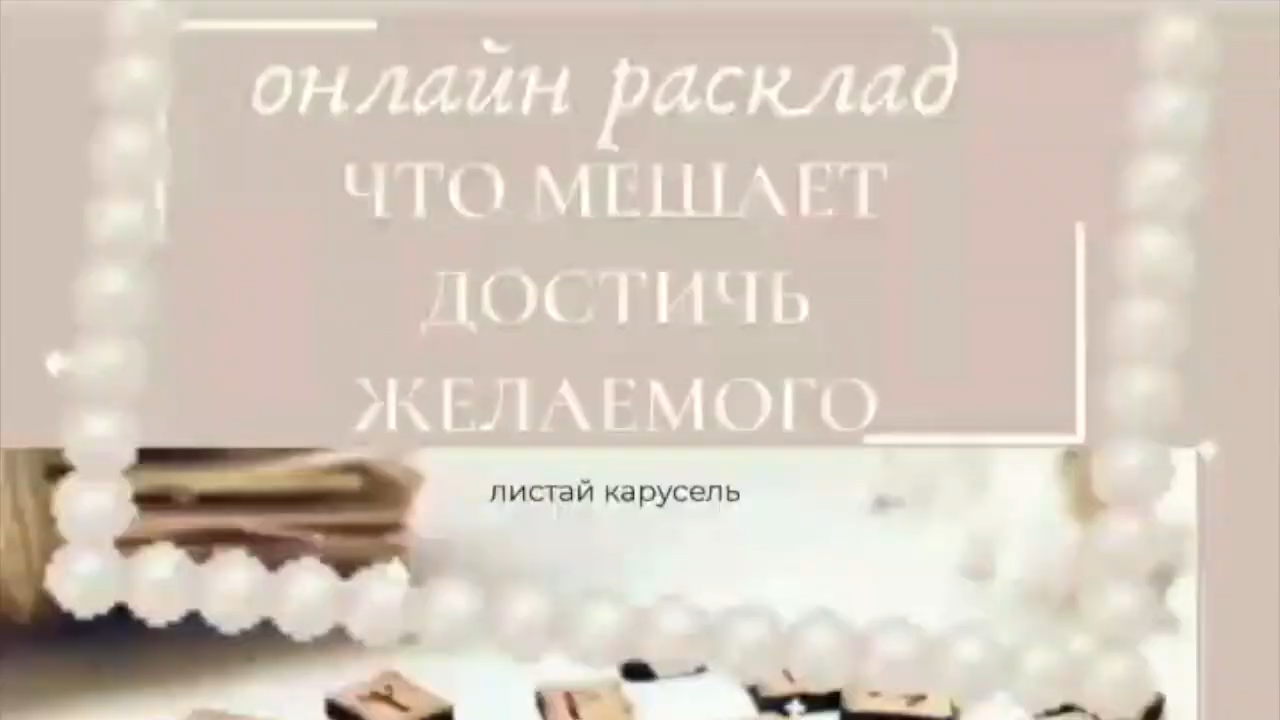 онлайн расклад
ЧТО МЕШАЕТ
ДОСТИЧЬ
ЖЕЛАЕМОГО
листай карусель